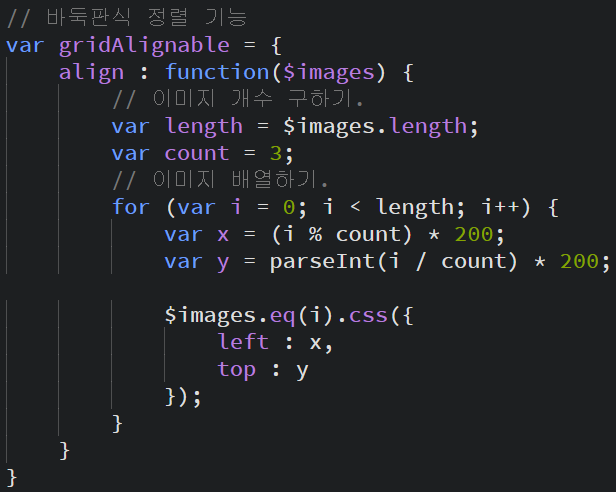 // 바둑판식 정렬 기능
var gridAlignable = {
    align : function($images) {
        // 이미지 개수 구하기.
        var length = $images.length;
        var count = 3;
        // 이미지 배열하기.
        for (var i = 0; i < length; i++) {
            var x = (i % count) * 200;
            var y = parseInt(i / count) * 200;
            $images.eq(i).css({
                left : x,
                top : y
            });
        }
    }
}